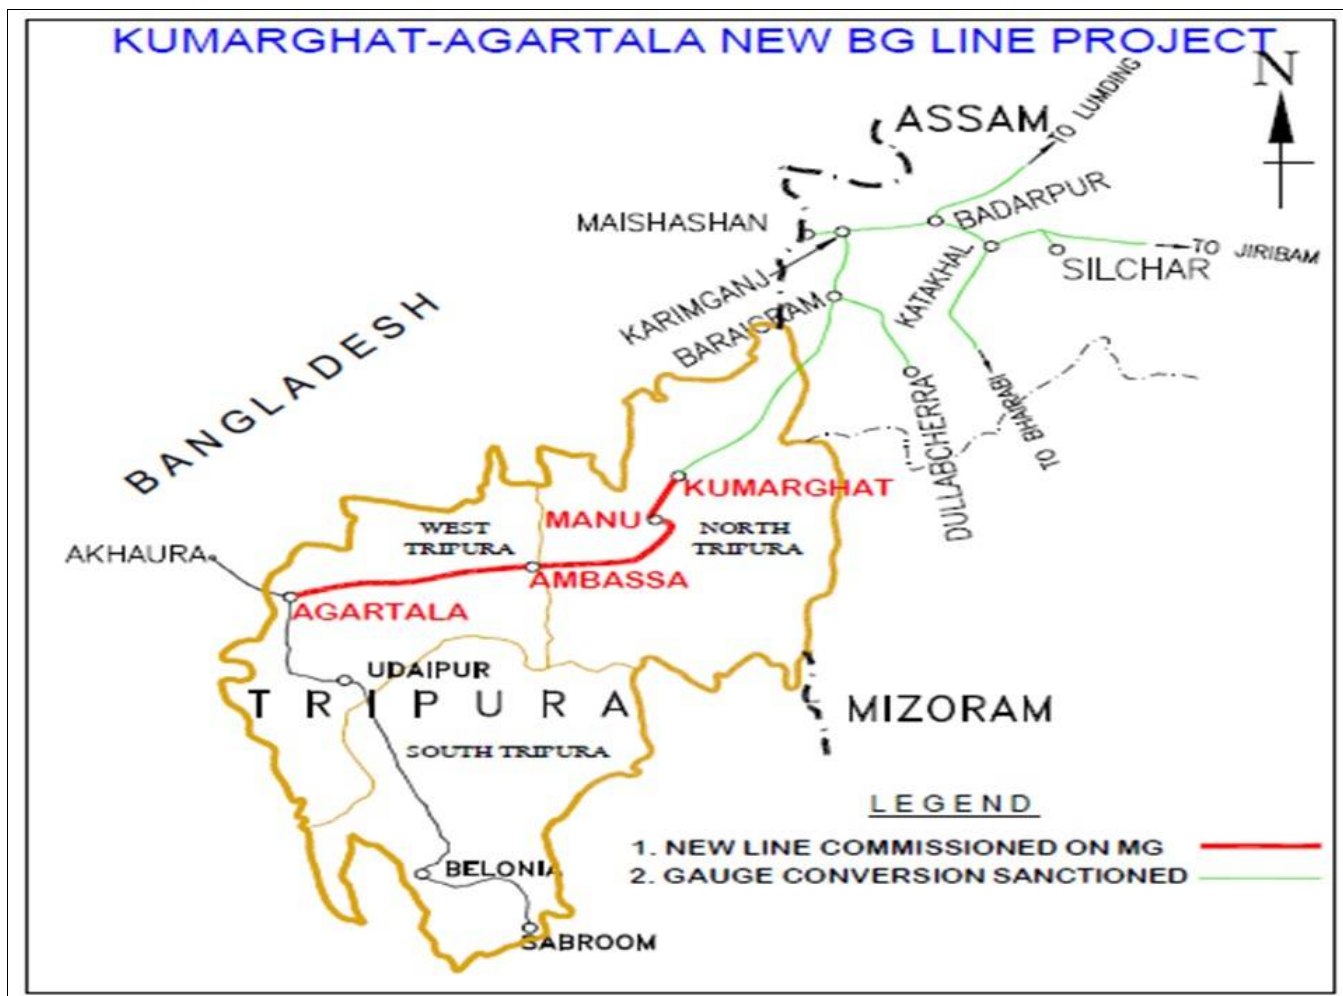 KUMARGHAT-AGARTALA NEW BG LINE PROJECT
N
ASSAM
TO LUMDING
MAISHASHAN
BADARPUR
TO JIRIBAM
SILCHAR
KARIMGANJ
KATAKHAL
BARAIGRAM
BANGLADESH
DULLABCHERRA
TO BHAIRABI
KUMARGHAT
MANU
WEST
TRIPURA
NORTH
TRIPURA
AKHAURA
AMBASSA
AGARTALA
UDAIPUR
TRIPURA
MIZORAM
SOUTH TRIPURA
LEGEND
1. NEW LINE COMMISSIONED ON MG
2. GAUGE CONVERSION SANCTIONED
BELONIA
SABROOM